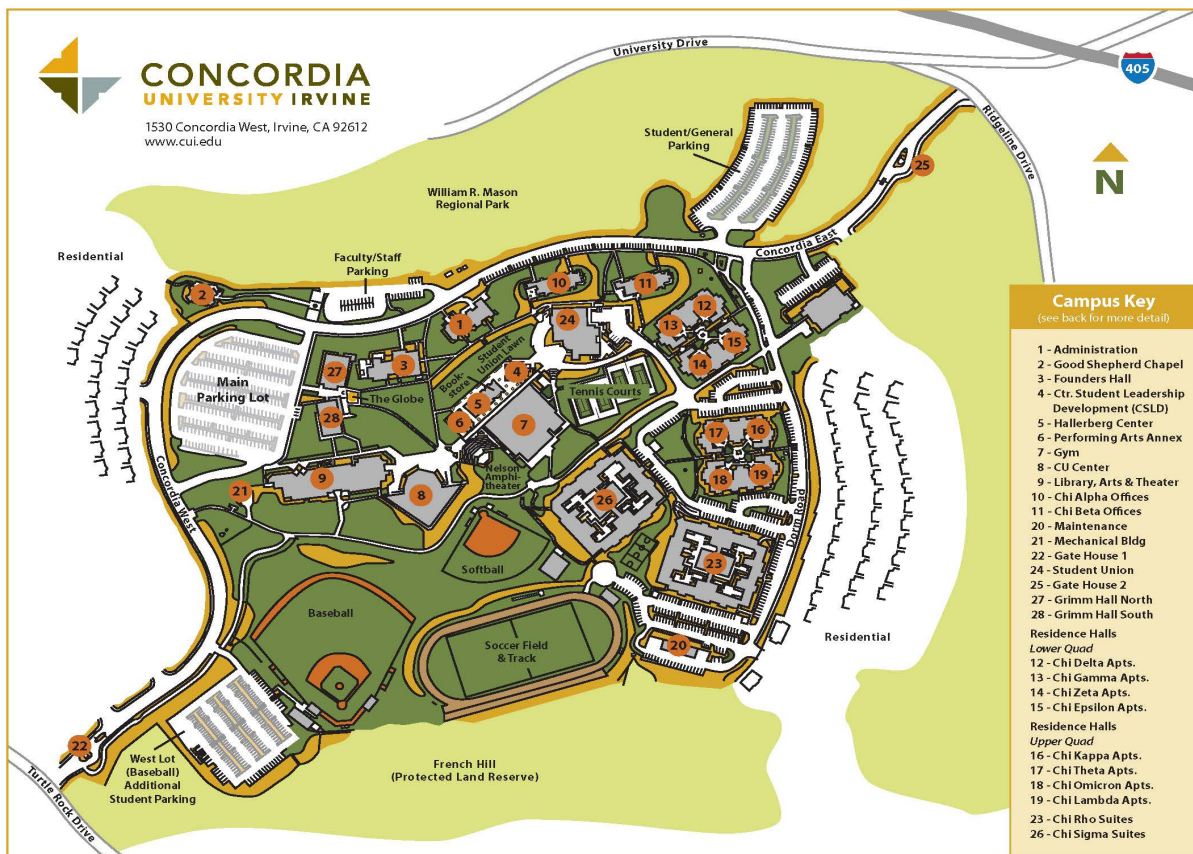 CONCORDIA
UNIVERSITY IRVINE
1530 Concordia West, Irvine, CA 92612
www.cui.edu
University Drive
405
Ridgeline Drive
N
Student/General
Parking
25
William R. Mason
Regional Park
Concordia East
Residential
Faculty/Staff
Parking
2
10
11
12
24
1
13
15
14
3
27
Student
Union Lawn
Book-
store
4
5
6
7
Tennis Courts
Main
Parking Lot
The Globe
28
17
16
18
19
Nelson
Amphi-
theater
9
8
21
26
Concordia West
Dorm Road
Softball
23
Baseball
Soccer Field
& Track
20
Residential
22
West Lot
(Baseball)
Additional
Student Parking
French Hill
(Protected Land Reserve)
Turtle Rock Drive
Campus Key
(see back for more detail)
1 - Administration
2 - Good Shepherd Chapel
3 - Founders Hall
4 - Ctr. Student Leadership
Development (CSLD)
5 - Hallerberg Center
6 - Performing Arts Annex
7 - Gym
8 - CU Center
9 - Library, Arts & Theater
10 - Chi Alpha Offices
11 - Chi Beta Offices
20 - Maintenance
21 - Mechanical Bldg
22 - Gate House 1
24 - Student Union
25 - Gate House 2
27 - Grimm Hall North
28 - Grimm Hall South
Residence Halls
Lower Quad
12 - Chi Delta Apts.
13 - Chi Gamma Apts.
14 - Chi Zeta Apts.
15 - Chi Epsilon Apts.
Residence Halls
Upper Quad
16 - Chi Kappa Apts.
17 - Chi Theta Apts.
18 - Chi Omicron Apts.
19 - Chi Lambda Apts.
23 - Chi Rho Suites
26 - Chi Sigma Suites